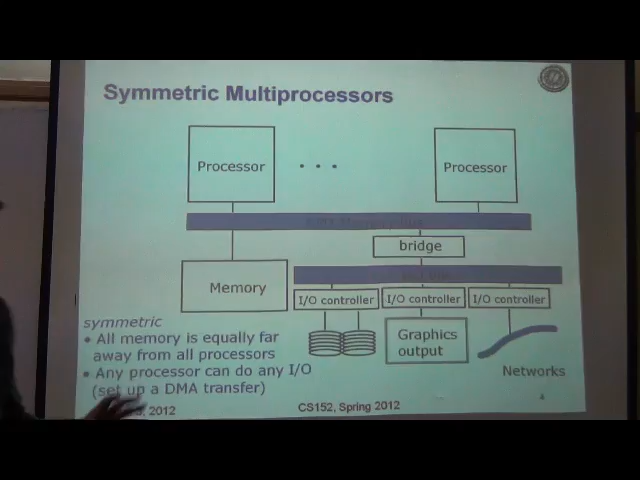 Symmetric Multiprocessors
Processor
. . .
Processor
bridge
Memory
I/O controller
I/O controller
I/O controller
Graphics
output
Networks
symmetric
• All memory is equally far
away from all processors
• Any processor can do any I/O
(set up a DMA transfer)
2012
CS152, Spring 2012
4